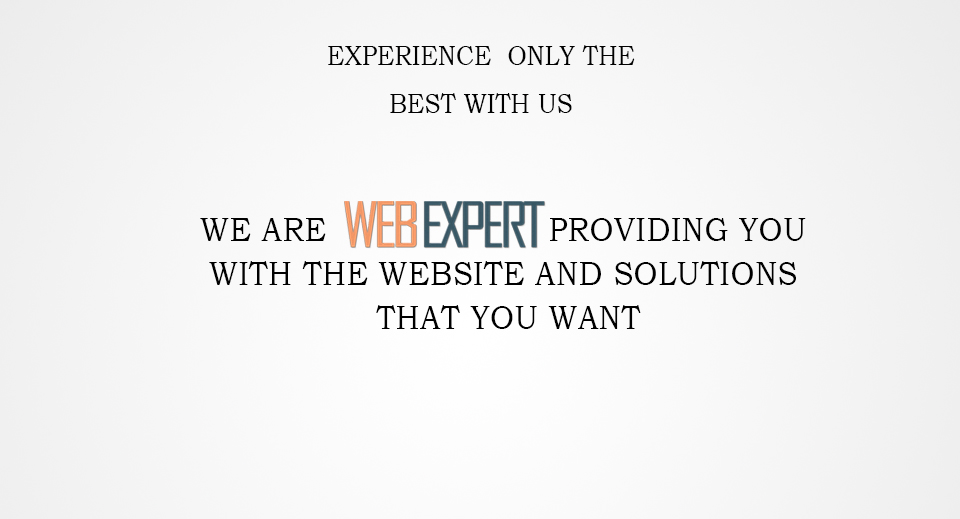 EXPERIENCE ONLY THE
BEST WITH US
WE ARE WEB EXPERT PROVIDING YOU
WITH THE WEBSITE AND SOLUTIONS
THAT YOU WANT